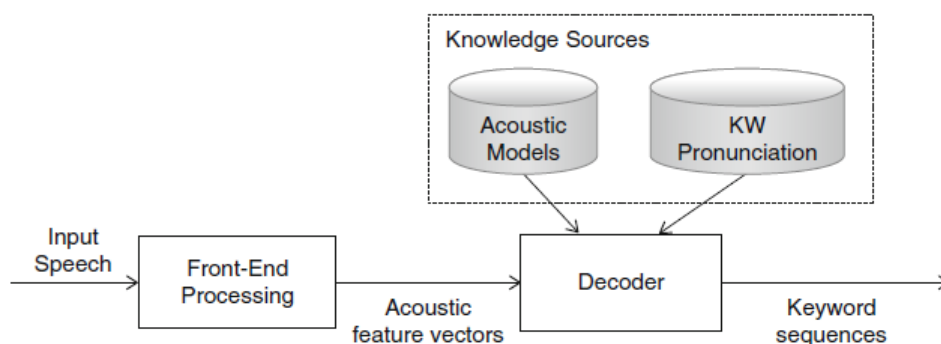 Knowledge Sources
Acoustic
Models
KW
Pronunciation
Input
Speech
Front-End
Processing
Acoustic
feature vectors
Decoder
Keyword
sequences